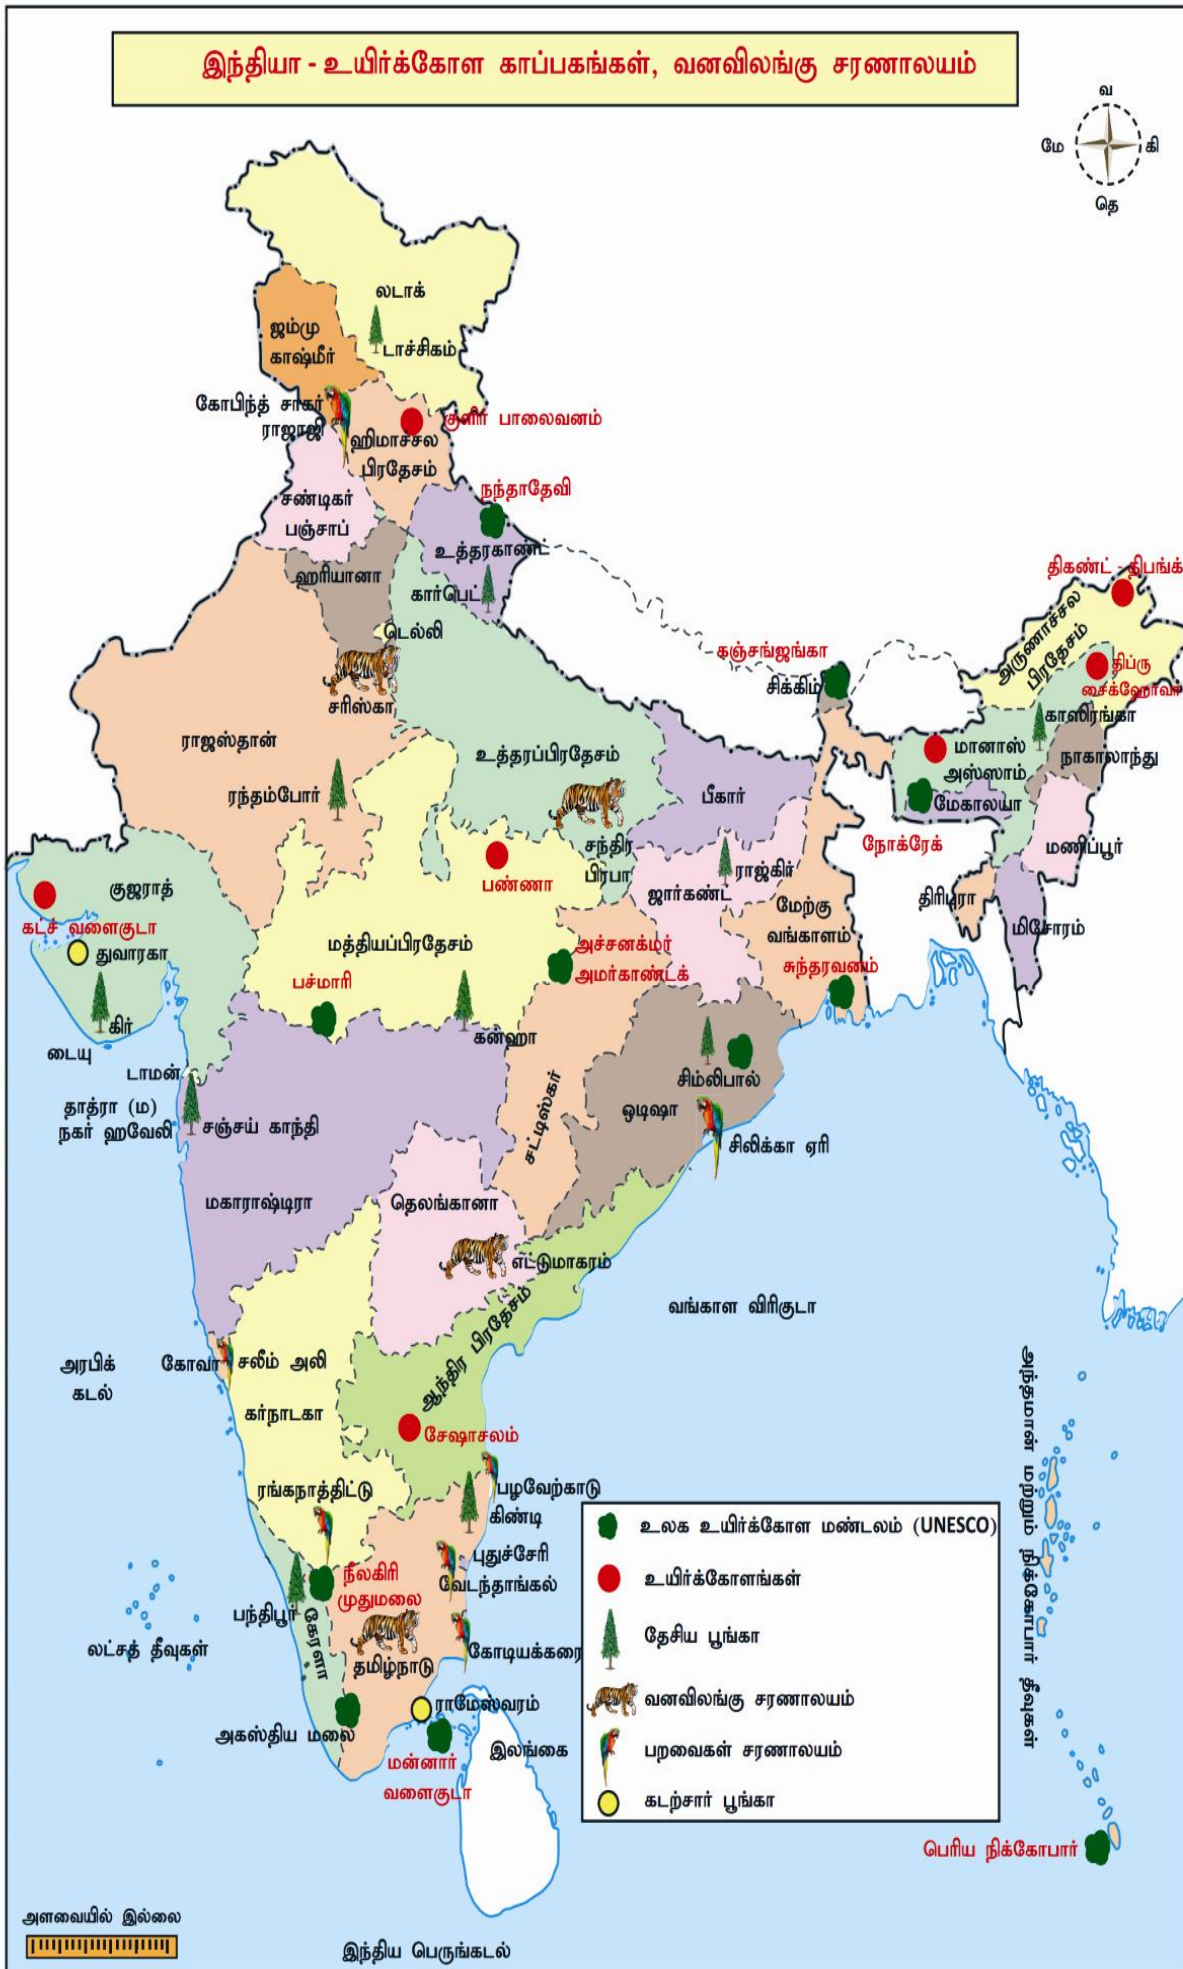 இந்தியா - உயிர்க்கோள காப்பகங்கள், வனவிலங்கு சரணாலயம்
வ
மே
கி
தெ
லடாக்
ஜம்மு
காஷ்மீர்
டாச்சிகம்
கோபிந்த் சாகர்
ராஜாஜி
குளிர் பாலைவனம்
ஹிமாச்சல
பிரதேசம்
நந்தாதேவி
சண்டிகர்
பஞ்சாப்
உத்தரகாண்ட்
ஹரியானா
கார்பெட்
டெல்லி
திகண்ட் - திபங்க்
அருணாச்சல
பிரதேசம்
கஞ்சங்ஜங்கா
சிக்கிம்
திப்ரு
சைக்ஹோவா
சரிஸ்கா
காஸிரங்கா
ராஜஸ்தான்
உத்தரப்பிரதேசம்
மானாஸ்
அஸ்ஸாம்
நாகாலாந்து
ரந்தம்போர்
பீகார்
மேகாலயா
சந்திர
பிரபா
நோக்ரேக்
மணிப்பூர்
பண்ணா
ராஜ்கிர்
ஜார்கண்ட்
குஜராத்
மேற்கு
வங்காளம்
திரிபுரா
மிசோரம்
கட்ச் வளைகுடா
துவாரகா
மத்தியப்பிரதேசம்
அச்சனக்மர்
அமர்காண்டக்
சுந்தரவனம்
பச்மாரி
கிர்
கன்ஹா
டையு
டாமன்
சிம்லிபால்
தாத்ரா (ம)
நகர் ஹவேலி
சஞ்சய் காந்தி
சட்டிஸ்கர்
ஒடிஷா
சிலிக்கா ஏரி
மகாராஷ்டிரா
தெலங்கானா
எட்டுமாகரம்
வங்காள விரிகுடா
ஆந்திர பிரதேசம்
அரபிக்
கடல்
கோவா
சலீம் அலி
கர்நாடகா
சேஷாசலம்
அந்தமான் மற்றும் நிக்கோபார் தீவுகள்
ரங்கநாத்திட்டு
பழவேற்காடு
கிண்டி
புதுச்சேரி
வேடந்தாங்கல்
நீலகிரி
முதுமலை
பந்திபூர்
கேரளா
லட்சத் தீவுகள்
தமிழ்நாடு
கோடியக்கரை
ராமேஸ்வரம்
அகஸ்திய மலை
மன்னார்
வளைகுடா
இலங்கை
உலக உயிர்க்கோள மண்டலம் (UNESCO)
உயிர்க்கோளங்கள்
தேசிய பூங்கா
வனவிலங்கு சரணாலயம்
பறவைகள் சரணாலயம்
கடற்சார் பூங்கா
பெரிய நிக்கோபார்
அளவையில் இல்லை
இந்திய பெருங்கடல்